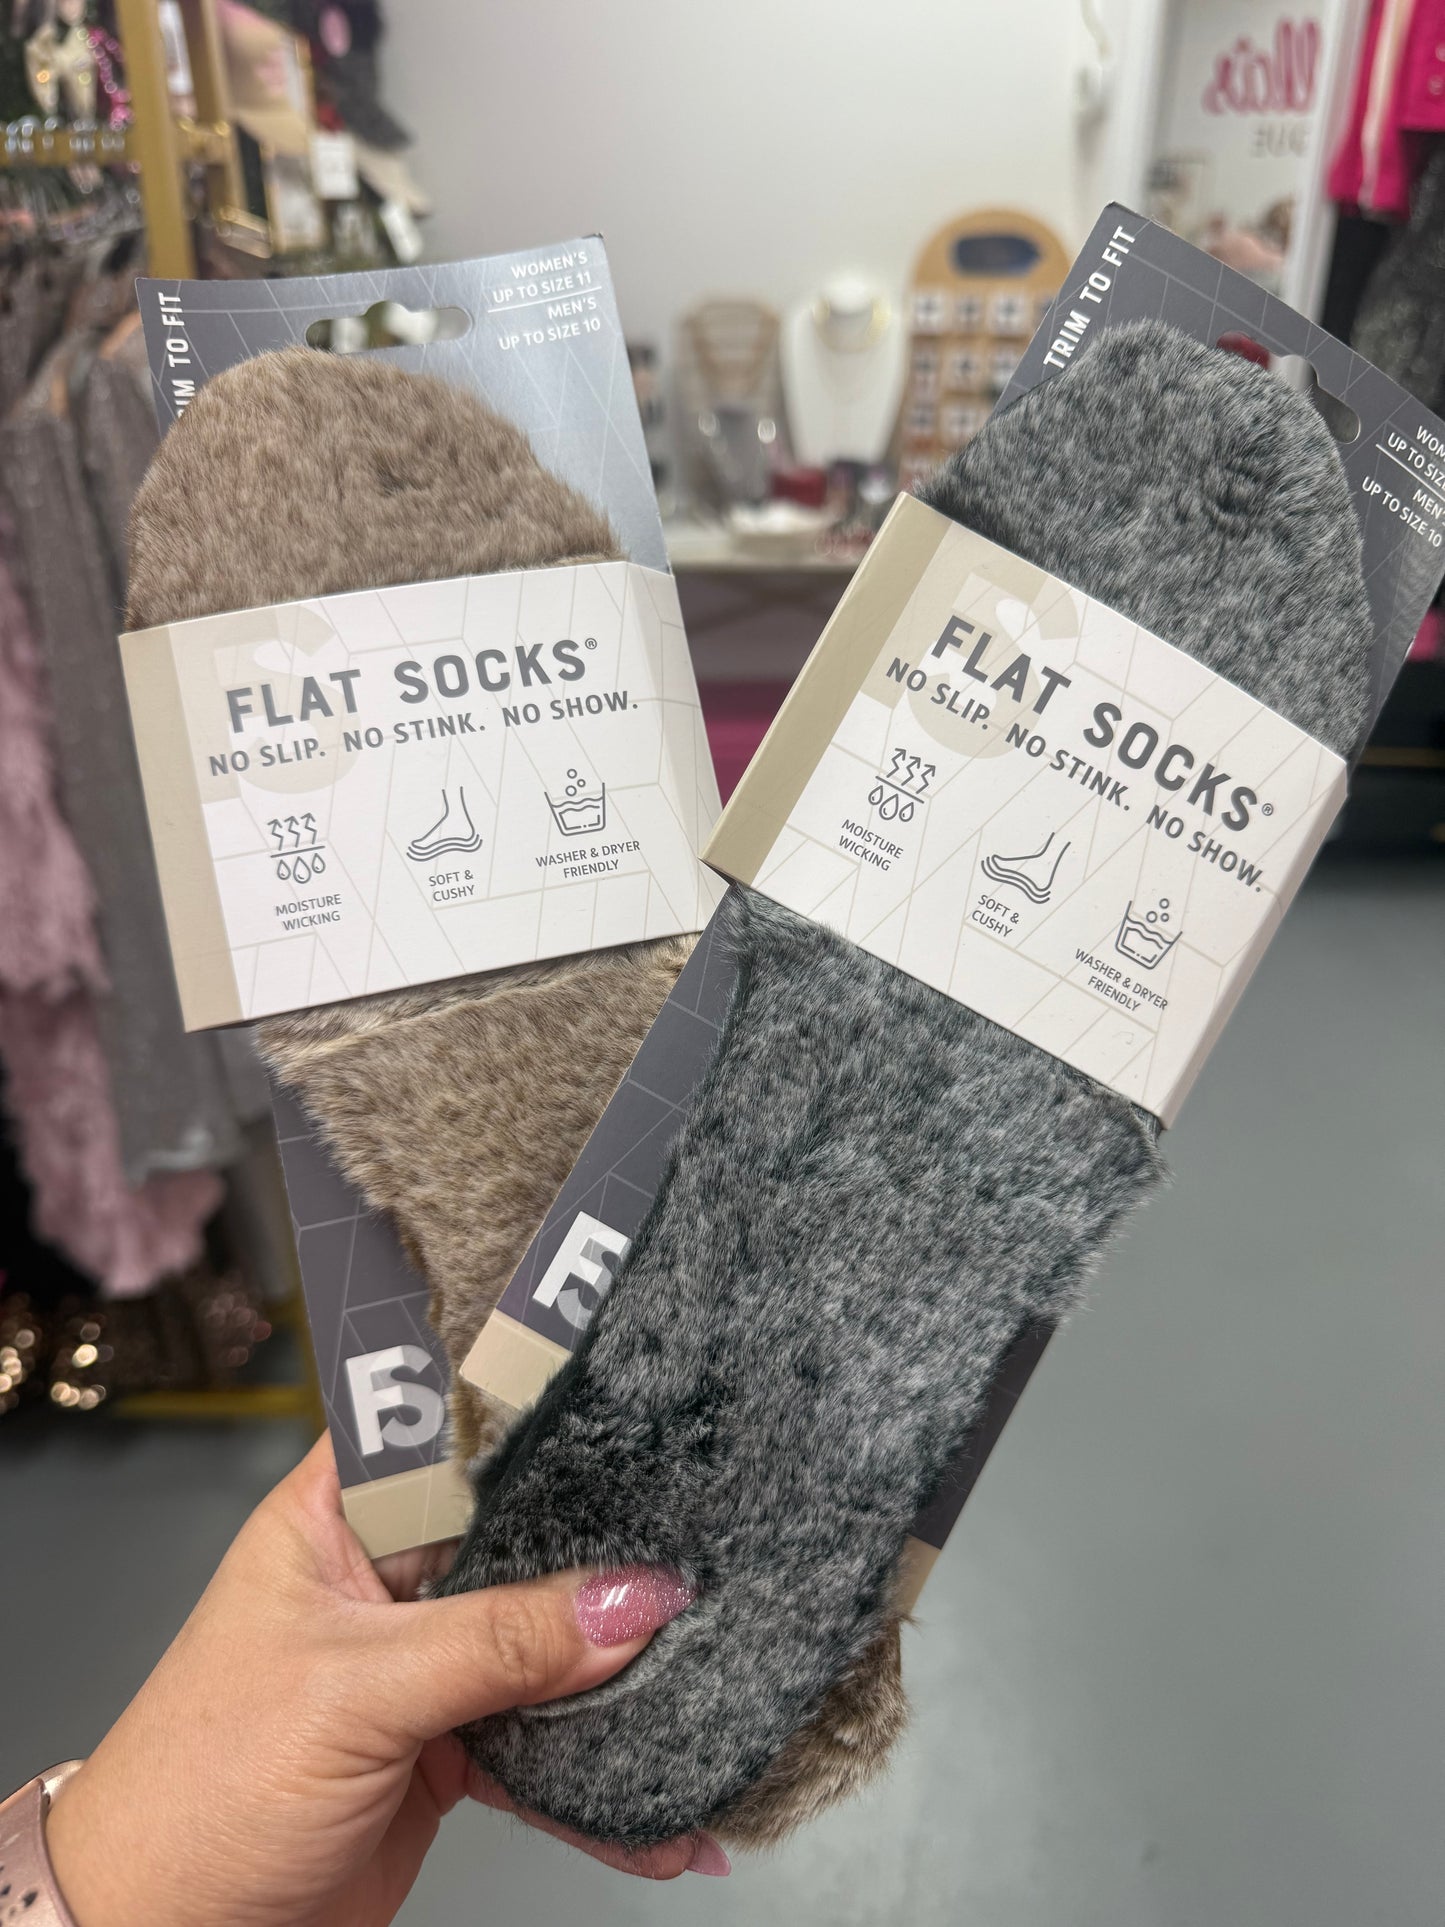 WOMEN'S
UP TO SIZE 11
MEN'S
UP TO SIZE 10
TO FIT
FLAT SOCKS®
NO SLIP. NO STINK. NO SHOW.
MOISTURE
WICKING
SOFT &
CUSHY
WASHER & DRYER
FRIENDLY
FS
TRIM TO FIT
UP TO
UP TO SIZE 10
FLAT SOCKS®
NO SLIP. NO STINK. NO SHOW.
MOISTURE
WICKING
SOFT &
CUSHY
WASHER & DRYER
FRIENDLY
FS